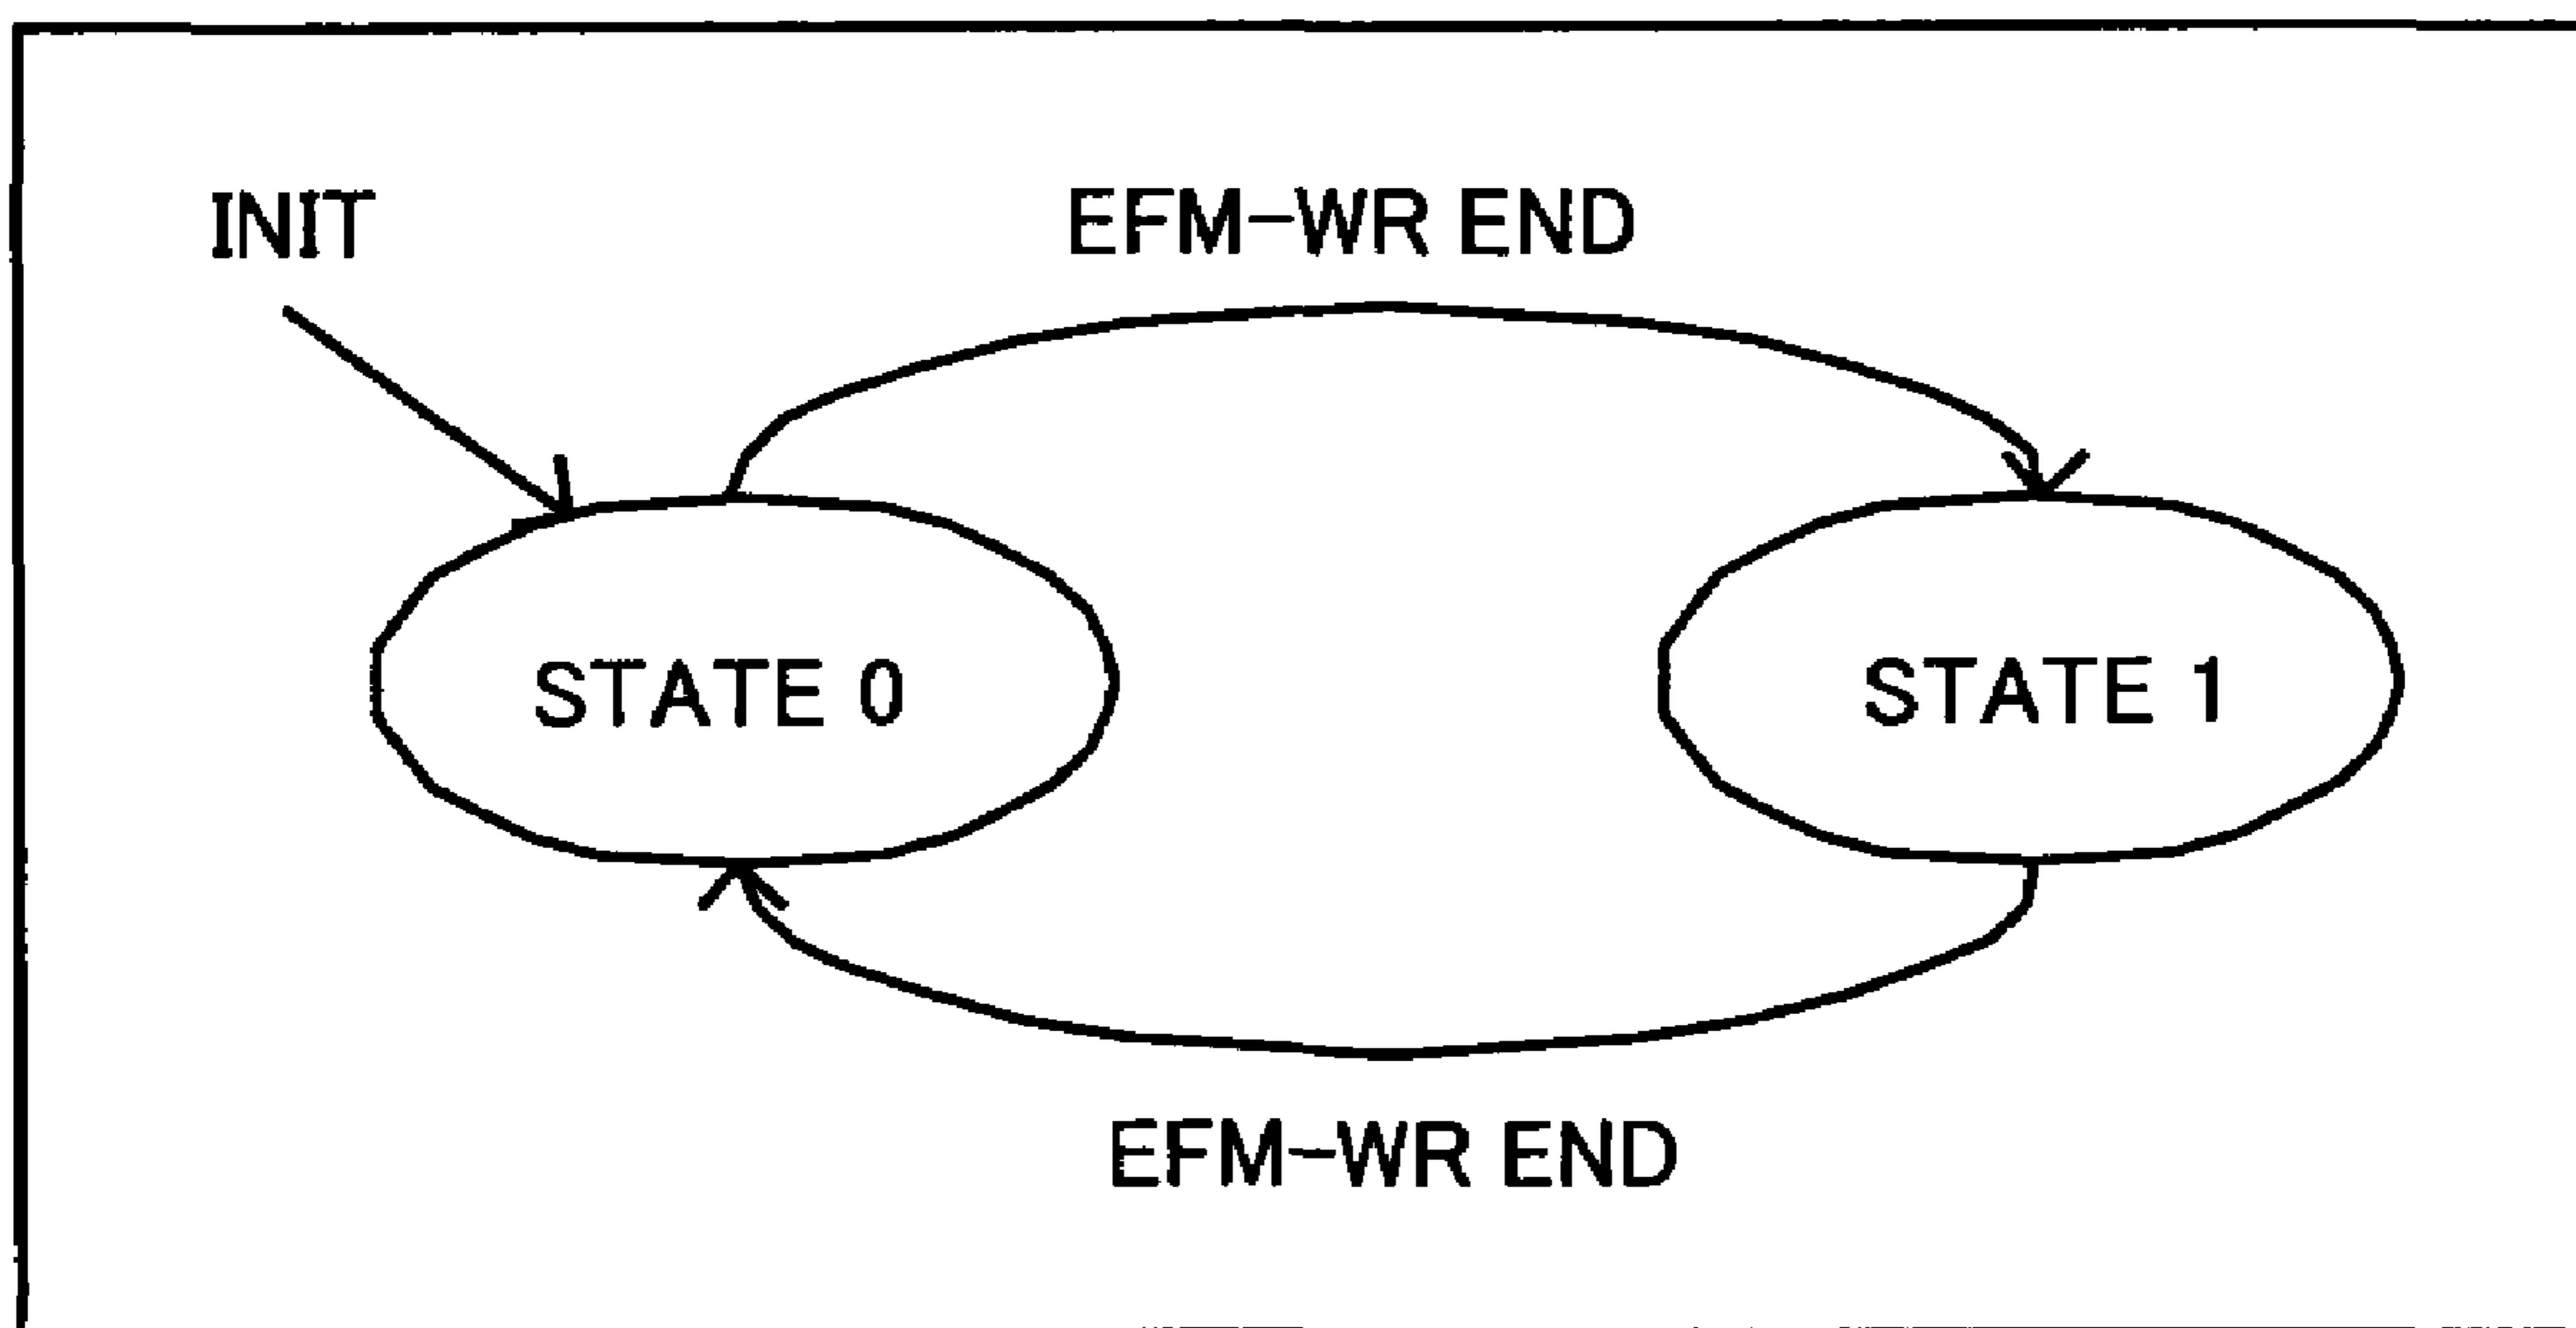 INIT
EFM-WR END
STATE 0
STATE 1
EFM-WR END